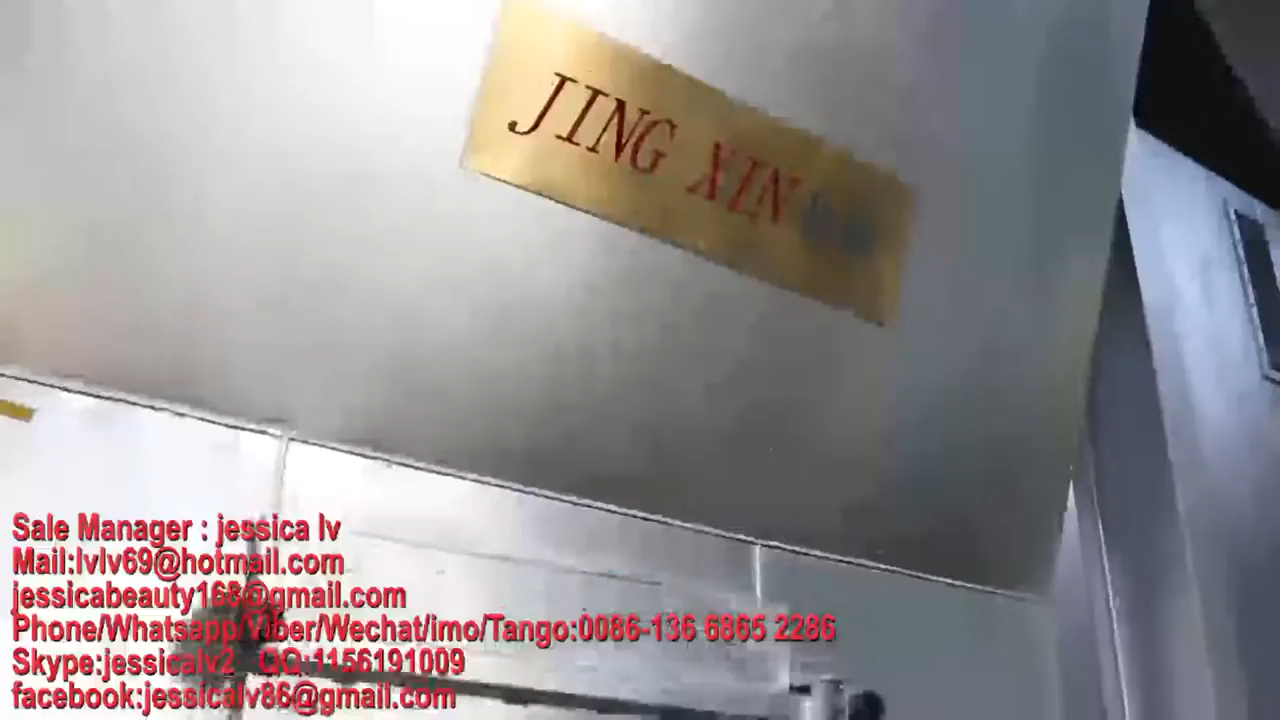 JING XIN
Sale Manager : jessica lv
Mail:lvlv69@hotmail.com
jessicabeauty168@gmail.com
Phone/Whatsapp/Viber/Wechat/imo/Tango:0086-136 6865 2286
Skype:jessicalv2 QQ:1156191009
facebook:jessicalv86@gmail.com